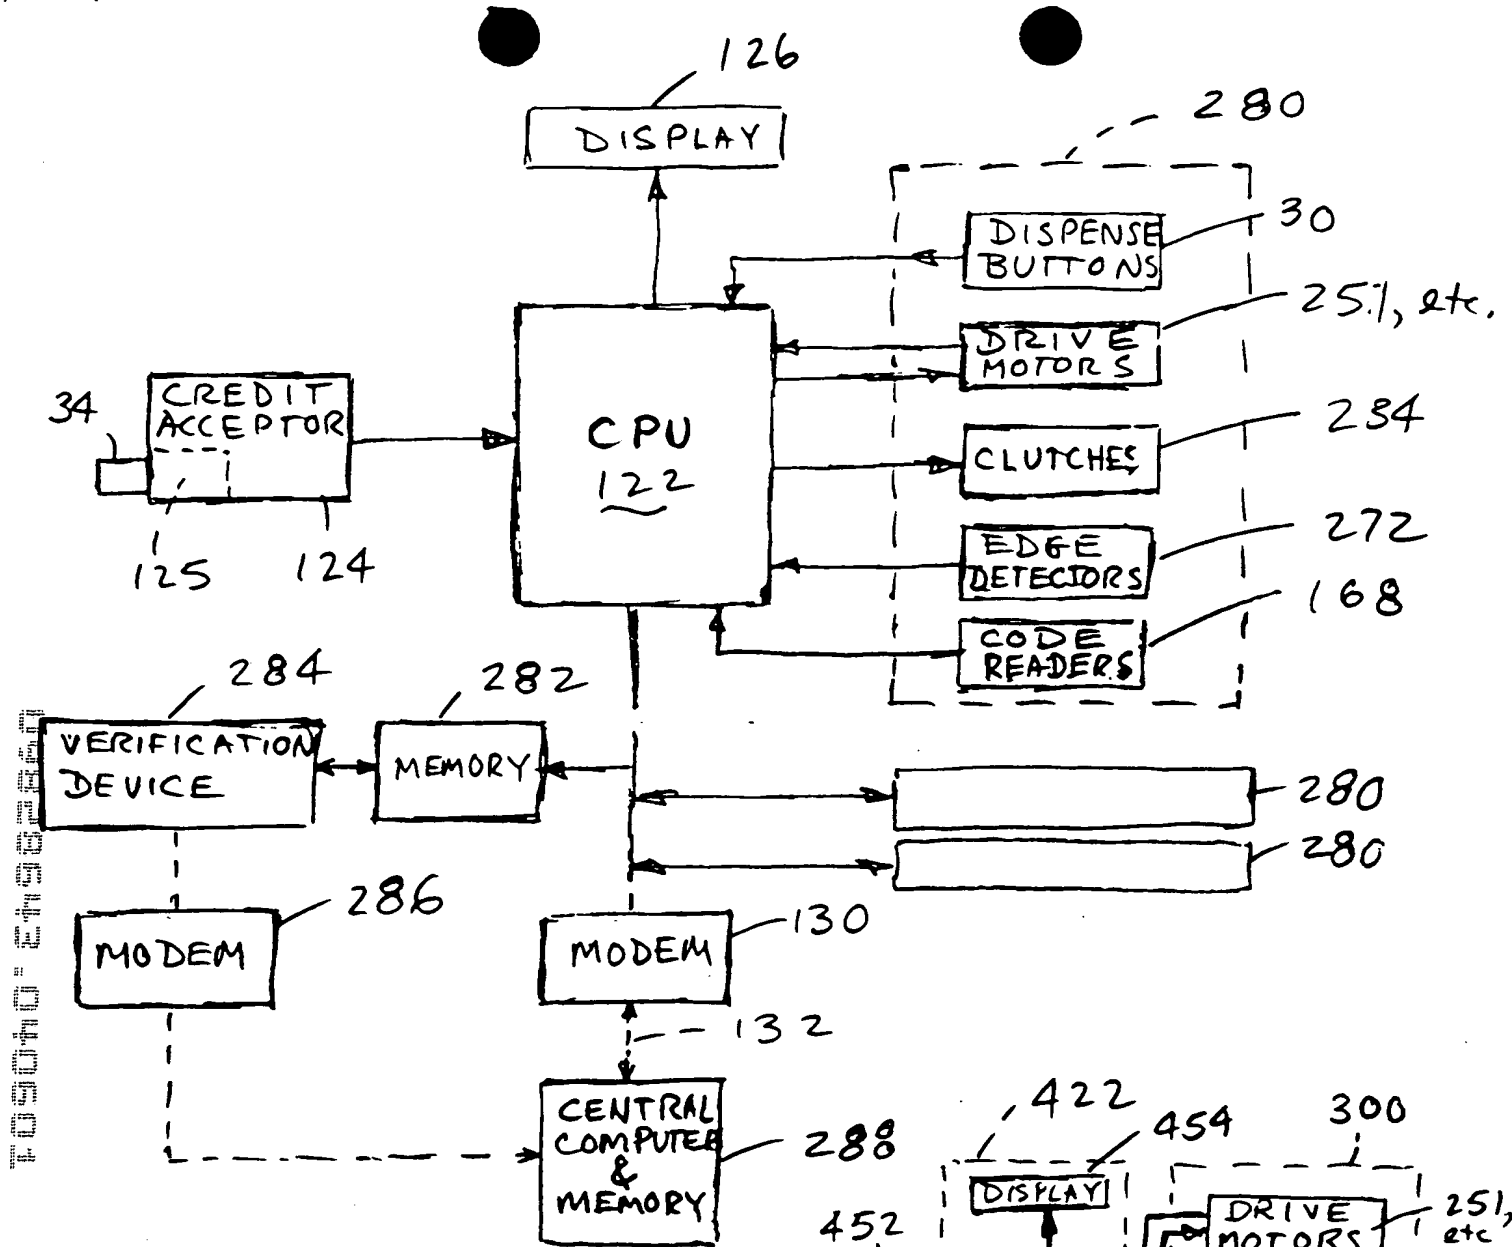 126
DISPLAY
280
DISPENSE
BUTTONS
30
DRIVE
MOTORS
251, etc.
34
CREDIT
ACCEPTOR
CPU
122
CLUTCHES
234
125
124
EDGE
DETECTORS
272
CODE
READERS
168
284
282
VERIFICATION
DEVICE
MEMORY
280
280
286
MODEM
130
MODEM
132
CENTRAL
COMPUTER
&
MEMORY
288
422
454
300
DISPLAY
452
DRIVE
MOTORS
251,
etc